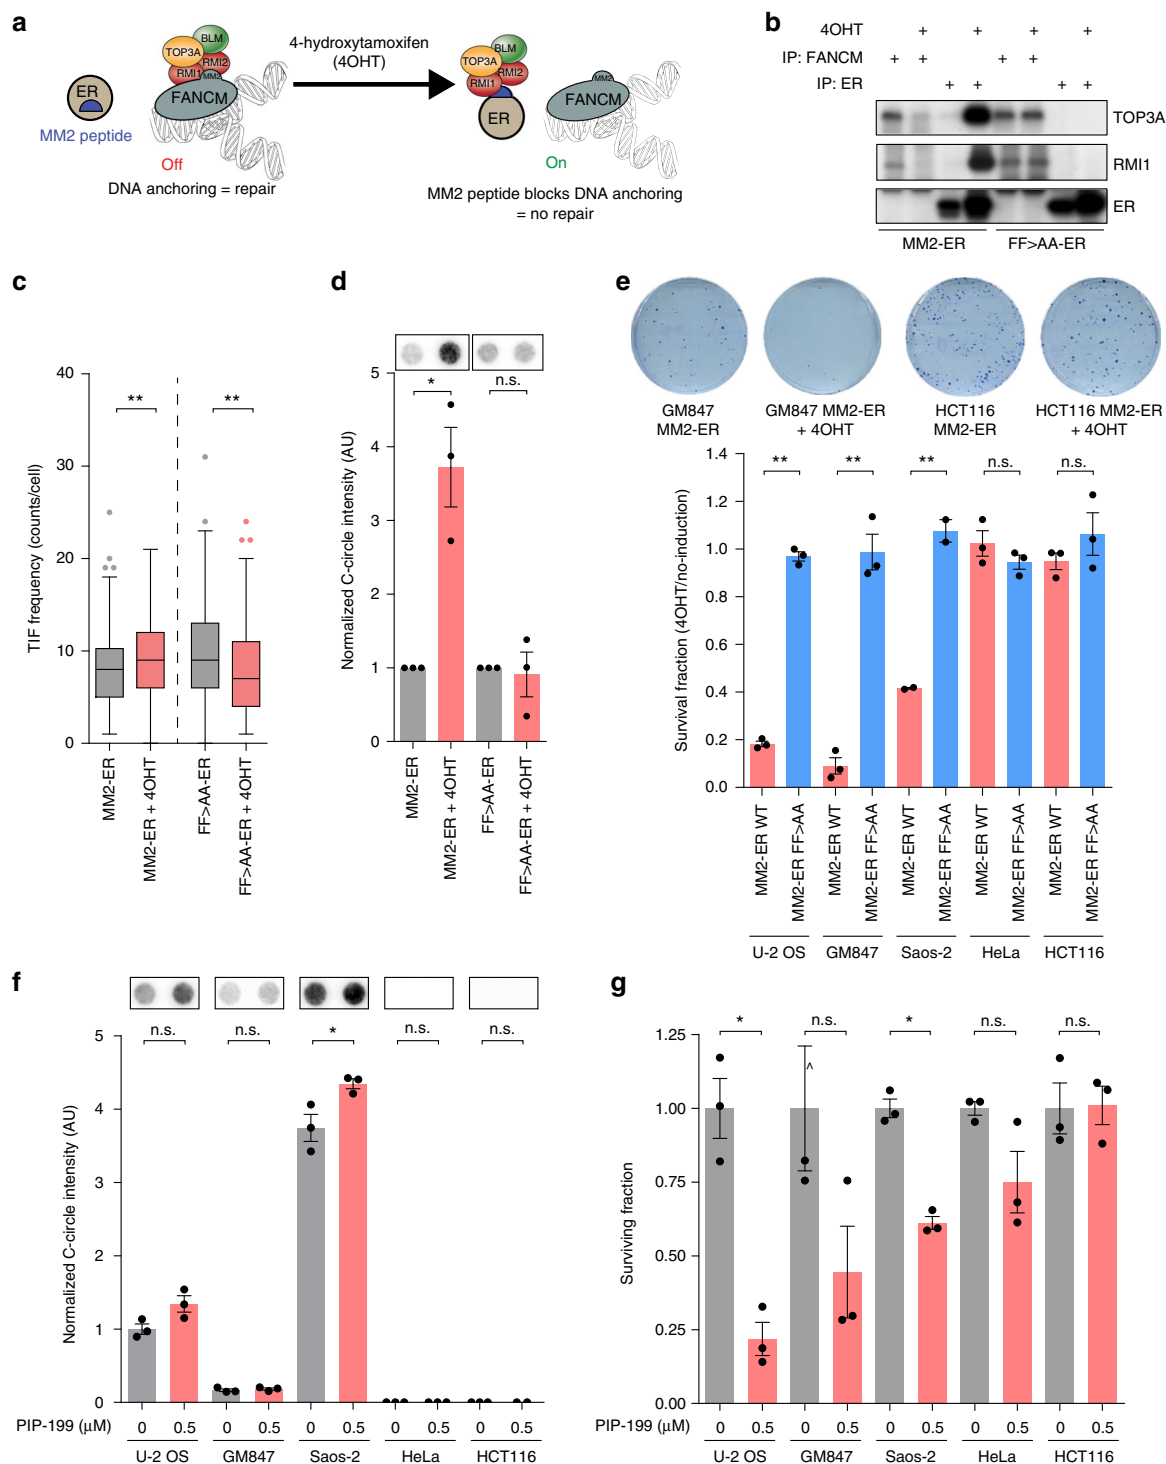 a
ER
MM2 peptide
TOP3A
BLM
RMI2
RMI1
MM2
FANCM
Off
DNA anchoring = repair
4-hydroxytamoxifen
(4OHT)
TOP3A
BLM
RMI2
RMI1
ER
MM2
FANCM
On
MM2 peptide blocks DNA anchoring
= no repair
b
4OHT + + + +
IP: FANCM + + + +
IP: ER + + + +
TOP3A
RMI1
ER
MM2-ER FF>AA-ER
c
TIF frequency (counts/cell)
40
30
20
10
0
** **
MM2-ER
MM2-ER + 4OHT
FF>AA-ER
FF>AA-ER + 4OHT
d
Normalized C-circle intensity (AU)
5
4
3
2
1
0
* n.s.
MM2-ER
MM2-ER + 4OHT
FF>AA-ER
FF>AA-ER + 4OHT
e
GM847
MM2-ER
GM847 MM2-ER
+ 4OHT
HCT116
MM2-ER
HCT116 MM2-ER
+ 4OHT
Survival fraction (4OHT/no-induction)
1.4
1.2
1.0
0.8
0.6
0.4
0.2
0.0
** ** ** n.s. n.s.
MM2-ER WT
MM2-ER FF>AA
MM2-ER WT
MM2-ER FF>AA
MM2-ER WT
MM2-ER FF>AA
MM2-ER WT
MM2-ER FF>AA
MM2-ER WT
MM2-ER FF>AA
U-2 OS GM847 Saos-2 HeLa HCT116
f
Normalized C-circle intensity (AU)
n.s. n.s. * n.s. n.s.
5
4
3
2
1
0
PIP-199 (µM) 0 0.5 0 0.5 0 0.5 0 0.5 0 0.5
U-2 OS GM847 Saos-2 HeLa HCT116
g
Surviving fraction
* n.s. * n.s. n.s.
^
1.25
1.00
0.75
0.50
0.25
0.00
PIP-199 (µM) 0 0.5 0 0.5 0 0.5 0 0.5 0 0.5
U-2 OS GM847 Saos-2 HeLa HCT116